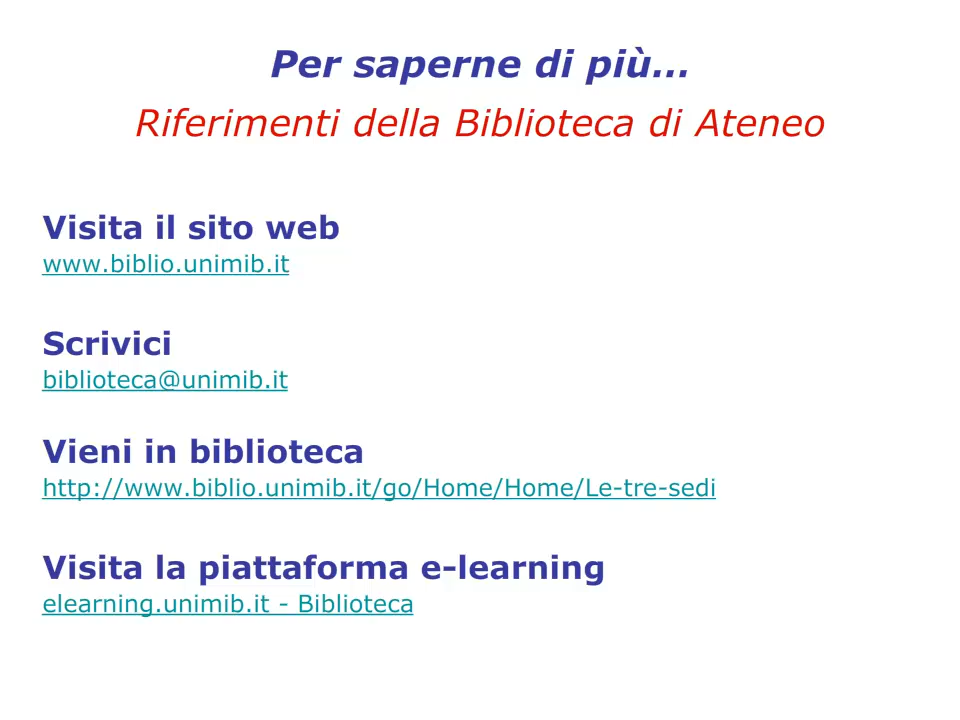 Per saperne di più…
Riferimenti della Biblioteca di Ateneo
Visita il sito web
www.biblio.unimib.it
Scrivici
biblioteca@unimib.it
Vieni in biblioteca
http://www.biblio.unimib.it/go/Home/Home/Le-tre-sedi
Visita la piattaforma e-learning
elearning.unimib.it - Biblioteca